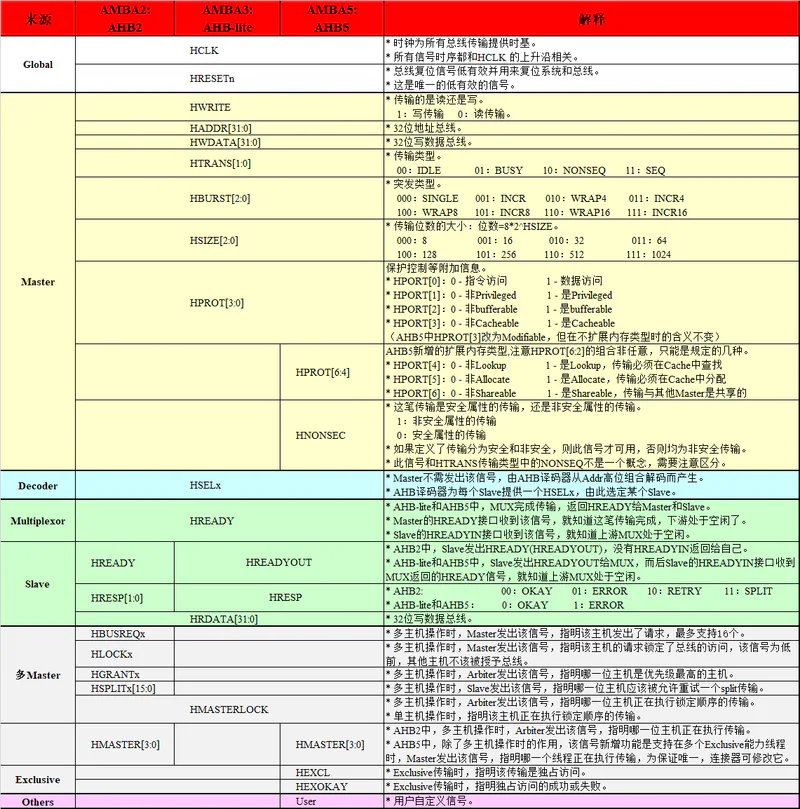 来源 AMBA2: AHB2 AMBA3: AHB-lite AMBA5: AHB5 解释
Global
HCLK
* 时钟为所有总线传输提供时基。
* 所有信号时序都和HCLK 的上升沿相关。
HRESETn
* 总线复位信号低有效并用来复位系统和总线。
* 这是唯一的低有效的信号。
Master
HWRITE
* 传输的是读还是写。
1：写传输 0：读传输。
HADDR[31:0] * 32位地址总线。
HWDATA[31:0] * 32位写数据总线。
HTRANS[1:0]
* 传输类型。
00：IDLE 01：BUSY 10：NONSEQ 11：SEQ
HBURST[2:0]
* 突发类型。
000：SINGLE 001：INCR 010：WRAP4 011：INCR4
100：WRAP8 101：INCR8 110：WRAP16 111：INCR16
HSIZE[2:0]
* 传输位数的大小：位数=8*2^HSIZE。
000：8 001：16 010：32 011：64
100：128 101：256 110：512 111：1024
HPROT[3:0]
保护控制等附加信息。
* HPORT[0]：0 - 指令访问 1 - 数据访问
* HPORT[1]：0 - 非Privileged 1 - 是Privileged
* HPORT[2]：0 - 非bufferable 1 - 是bufferable
* HPORT[3]：0 - 非Cacheable 1 - 是Cacheable
（AHB5中HPROT[3]改为Modifiable，但在不扩展内存类型时的含义不变）
HPROT[6:4]
AHB5新增的扩展内存类型,注意HPROT[6:2]的组合非任意，只能是规定的几种。
* HPORT[4]：0 - 非Lookup 1 - 是Lookup，传输必须在Cache中查找
* HPORT[5]：0 - 非Allocate 1 - 是Allocate，传输必须在Cache中分配
* HPORT[6]：0 - 非Shareable 1 - 是Shareable，传输与其他Master是共享的
HNONSEC
* 这笔传输是安全属性的传输，还是非安全属性的传输。
1：非安全属性的传输
0：安全属性的传输
* 如果定义了传输分为安全和非安全，则此信号才可用，否则均为非安全传输。
* 此信号和HTRANS传输类型中的NONSEQ不是一个概念，需要注意区分。
Decoder HSELx
* Master不需发出该信号，由AHB译码器从Addr高位组合解码而产生。
* AHB译码器为每个Slave提供一个HSELx，由此选定某个Slave。
Multiplexor HREADY
* AHB-lite和AHB5中，MUX完成传输，返回HREADY给Master和Slave。
* Master的HREADY接口收到该信号，就知道这笔传输完成，下游处于空闲了。
* Slave的HREADYIN接口收到该信号，就知道上游MUX处于空闲。
Slave
HREADY HREADYOUT
* AHB2中，Slave发出HREADY(HREADYOUT)，没有HREADYIN返回给自己。
* AHB-lite和AHB5中，Slave发出HREADYOUT给MUX，而后Slave的HREADYIN接口收到
MUX返回的HREADY信号，就知道上游MUX处于空闲。
HRESP[1:0] HRESP
* AHB2: 00：OKAY 01：ERROR 10：RETRY 11：SPLIT
* AHB-lite和AHB5： 0：OKAY 1：ERROR
HRDATA[31:0] * 32位写数据总线。
多Master
HBUSREQx * 多主机操作时，Master发出该信号，指明该主机发出了请求，最多支持16个。
HLOCKx
* 多主机操作时，Master发出该信号，指明该主机的请求锁定了总线的访问，该信号为低
前，其他主机不该被授予总线。
HGRANTx * 多主机操作时，Arbiter发出该信号，指明哪一位主机是优先级最高的主机。
HSPLITx[15:0] * 多主机操作时，Slave发出该信号，指明哪一位主机应该被允许重试一个split传输。
HMASTERLOCK
* 多主机操作时，Arbiter发出该信号，指明哪一位主机正在执行锁定顺序的传输。
* 单主机操作时，指明该主机正在执行锁定顺序的传输。
HMASTER[3:0] HMASTER[3:0]
* AHB2中，多主机操作时，Arbiter发出该信号，指明哪一位主机正在执行传输。
* AHB5中，除了多主机操作时的作用，该信号新增功能是支持在多个Exclusive能力线程
时，Master发出该信号，指明哪一个线程正在执行传输，为保证唯一，连接器可修改它。
Exclusive
HEXCL * Exclusive传输时，指明该传输是独占访问。
HEXOKAY * Exclusive传输时，指明独占访问的成功或失败。
Others User * 用户自定义信号。